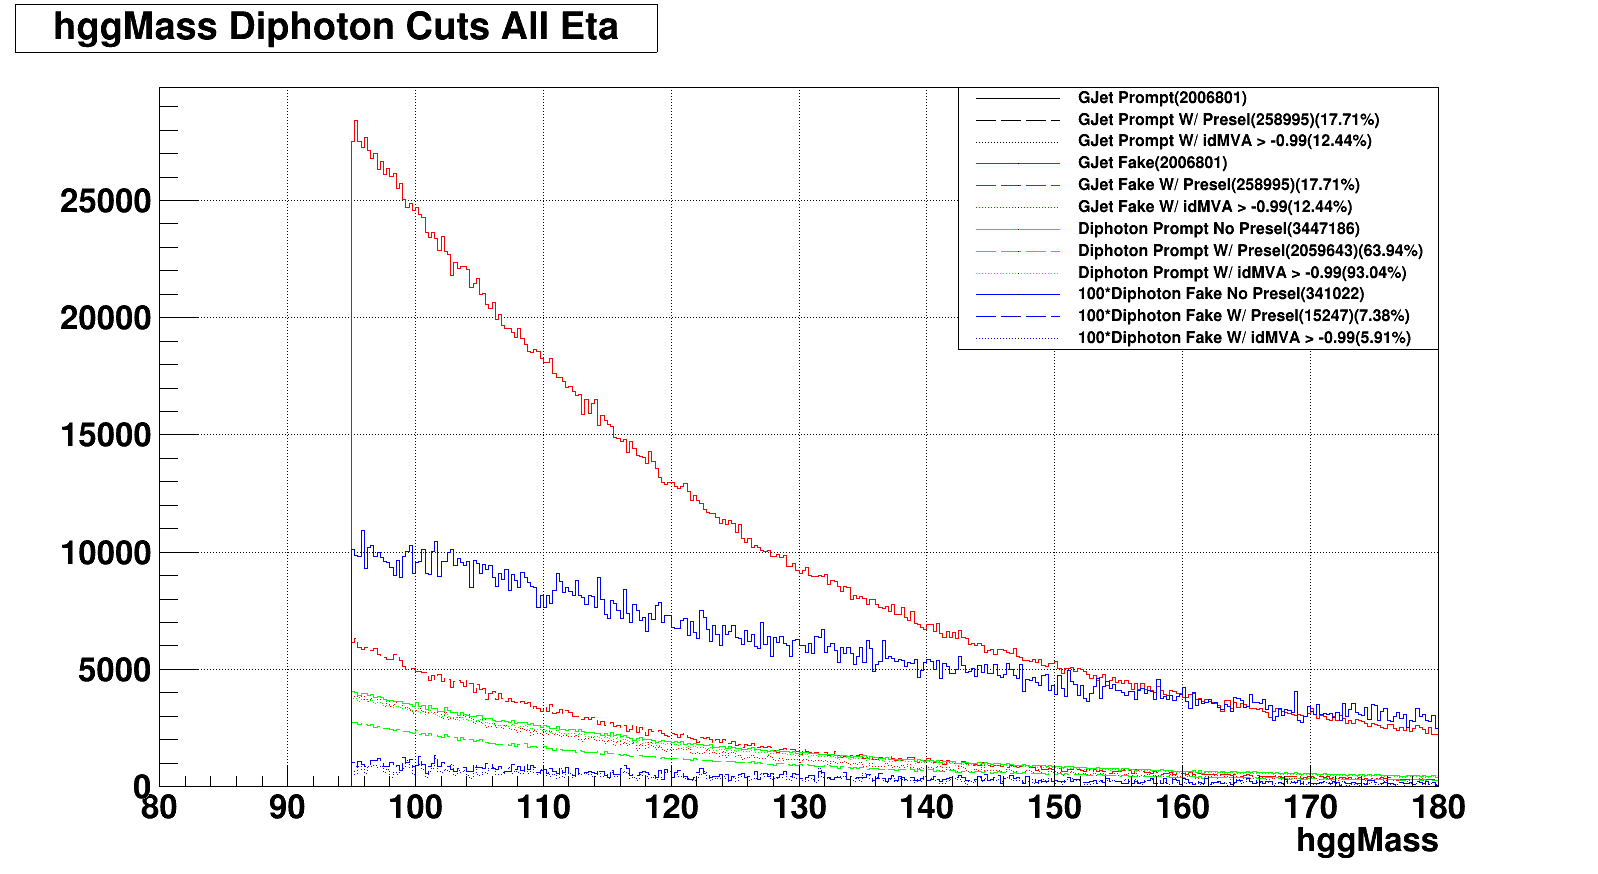 hggMass Diphoton Cuts All Eta
GJet Prompt(2006801)
GJet Prompt W/ Presel(258995)(17.71%)
GJet Prompt W/ idMVA > -0.99(12.44%)
GJet Fake(2006801)
GJet Fake W/ Presel(258995)(17.71%)
GJet Fake W/ idMVA > -0.99(12.44%)
Diphoton Prompt No Presel(3447186)
Diphoton Prompt W/ Presel(2059643)(63.94%)
Diphoton Prompt W/ idMVA > -0.99(93.04%)
100*Diphoton Fake No Presel(341022)
100*Diphoton Fake W/ Presel(15247)(7.38%)
100*Diphoton Fake W/ idMVA > -0.99(5.91%)
25000
20000
15000
10000
5000
0
80 90 100 110 120 130 140 150 160 170 180
hggMass